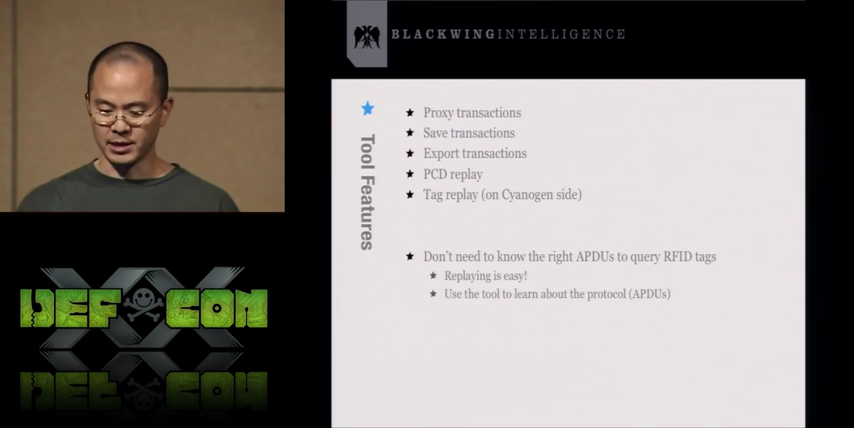 BLACKWINGINTELLIGENCE
Tool Features
Proxy transactions
Save transactions
Export transactions
PCD replay
Tag replay (on Cyanogen side)
Don't need to know the right APDUs to query RFID tags
Replaying is easy!
Use the tool to learn about the protocol (APDUs)
XX
DEF CON